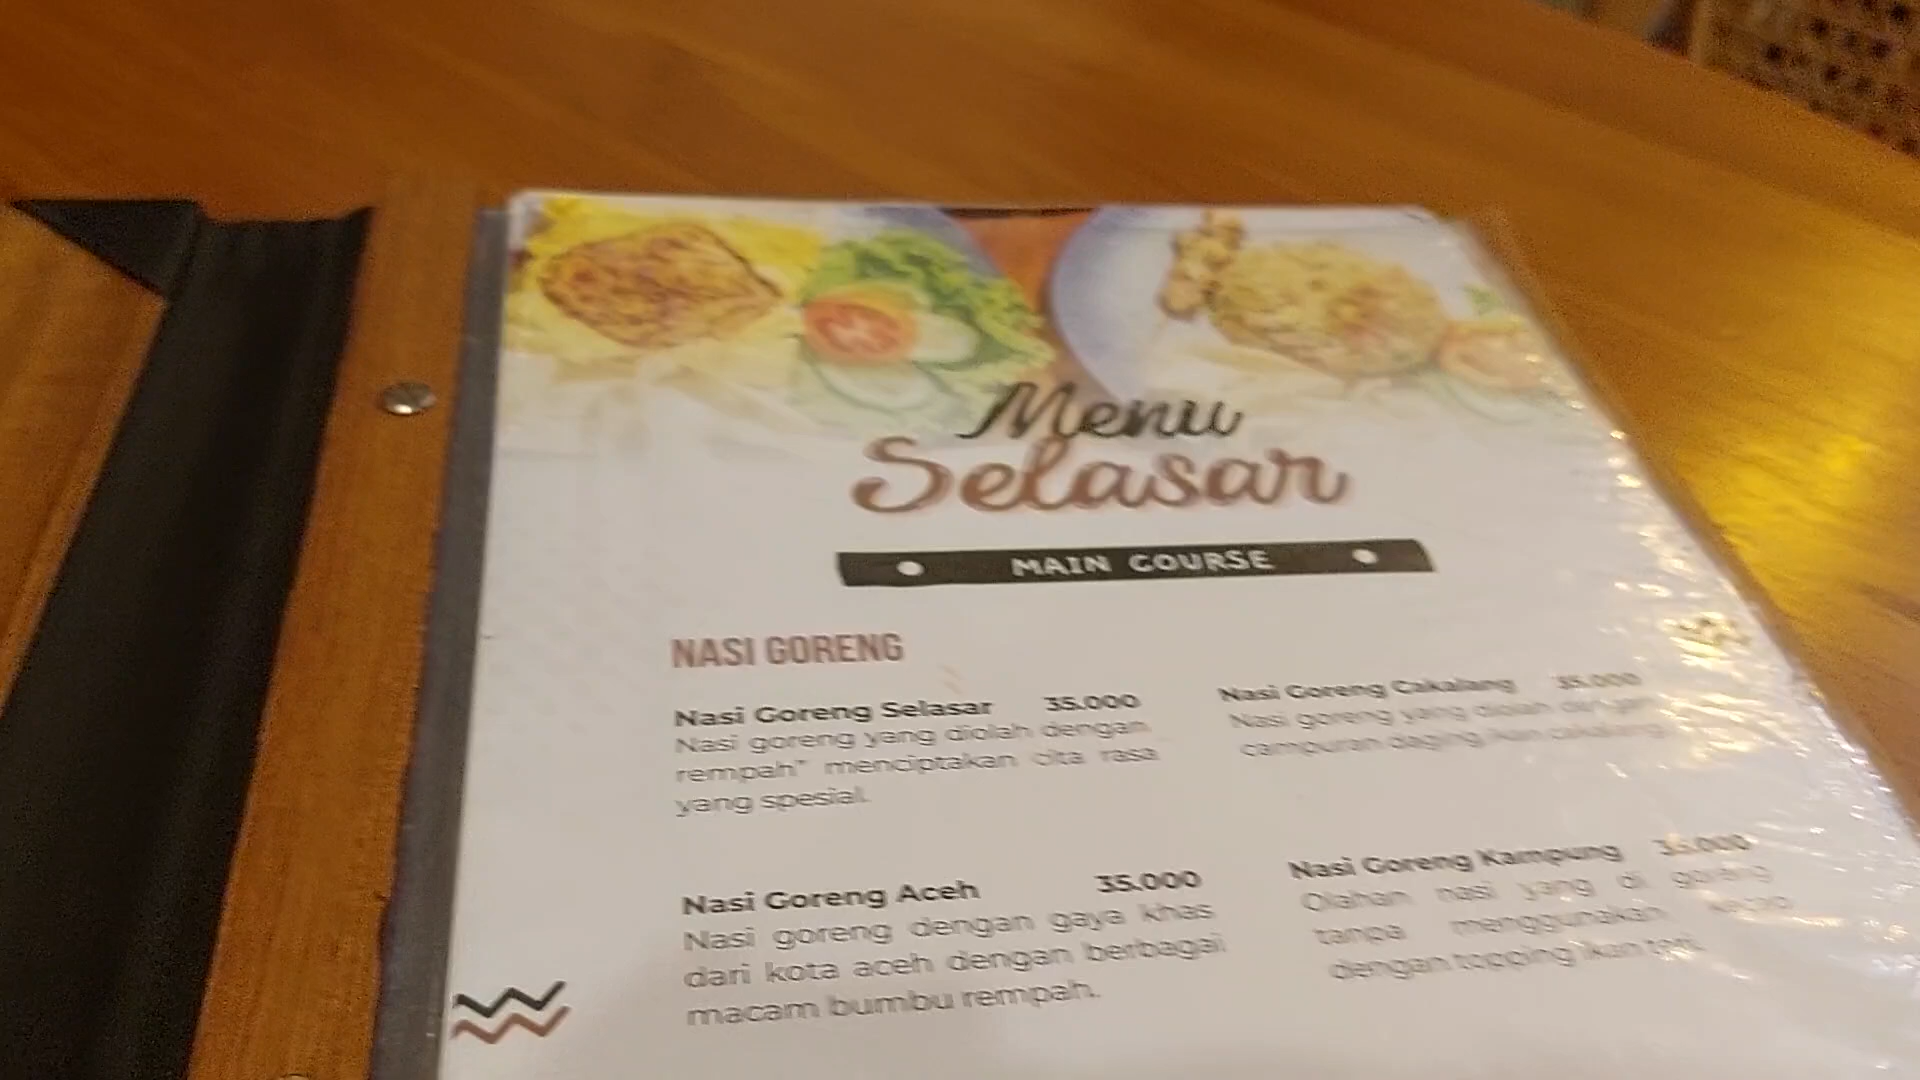 Menu
Selasar
MAIN COURSE
NASI GORENG
Nasi Goreng Selasar 35.000
Nasi goreng yang diolah dengan
rempah" menciptakan cita rasa
yang spesial.
Nasi Goreng Cakalang 35.000
Nasi goreng yang diolah dengan
campuran daging ikan cakalang
Nasi Goreng Aceh 35.000
Nasi goreng dengan gaya khas
dari kota aceh dengan berbagai
macam bumbu rempah.
Nasi Goreng Kampung 35.000
Olahan nasi yang di goreng
tanpa menggunakan kecap
dengan topping ikan teri.